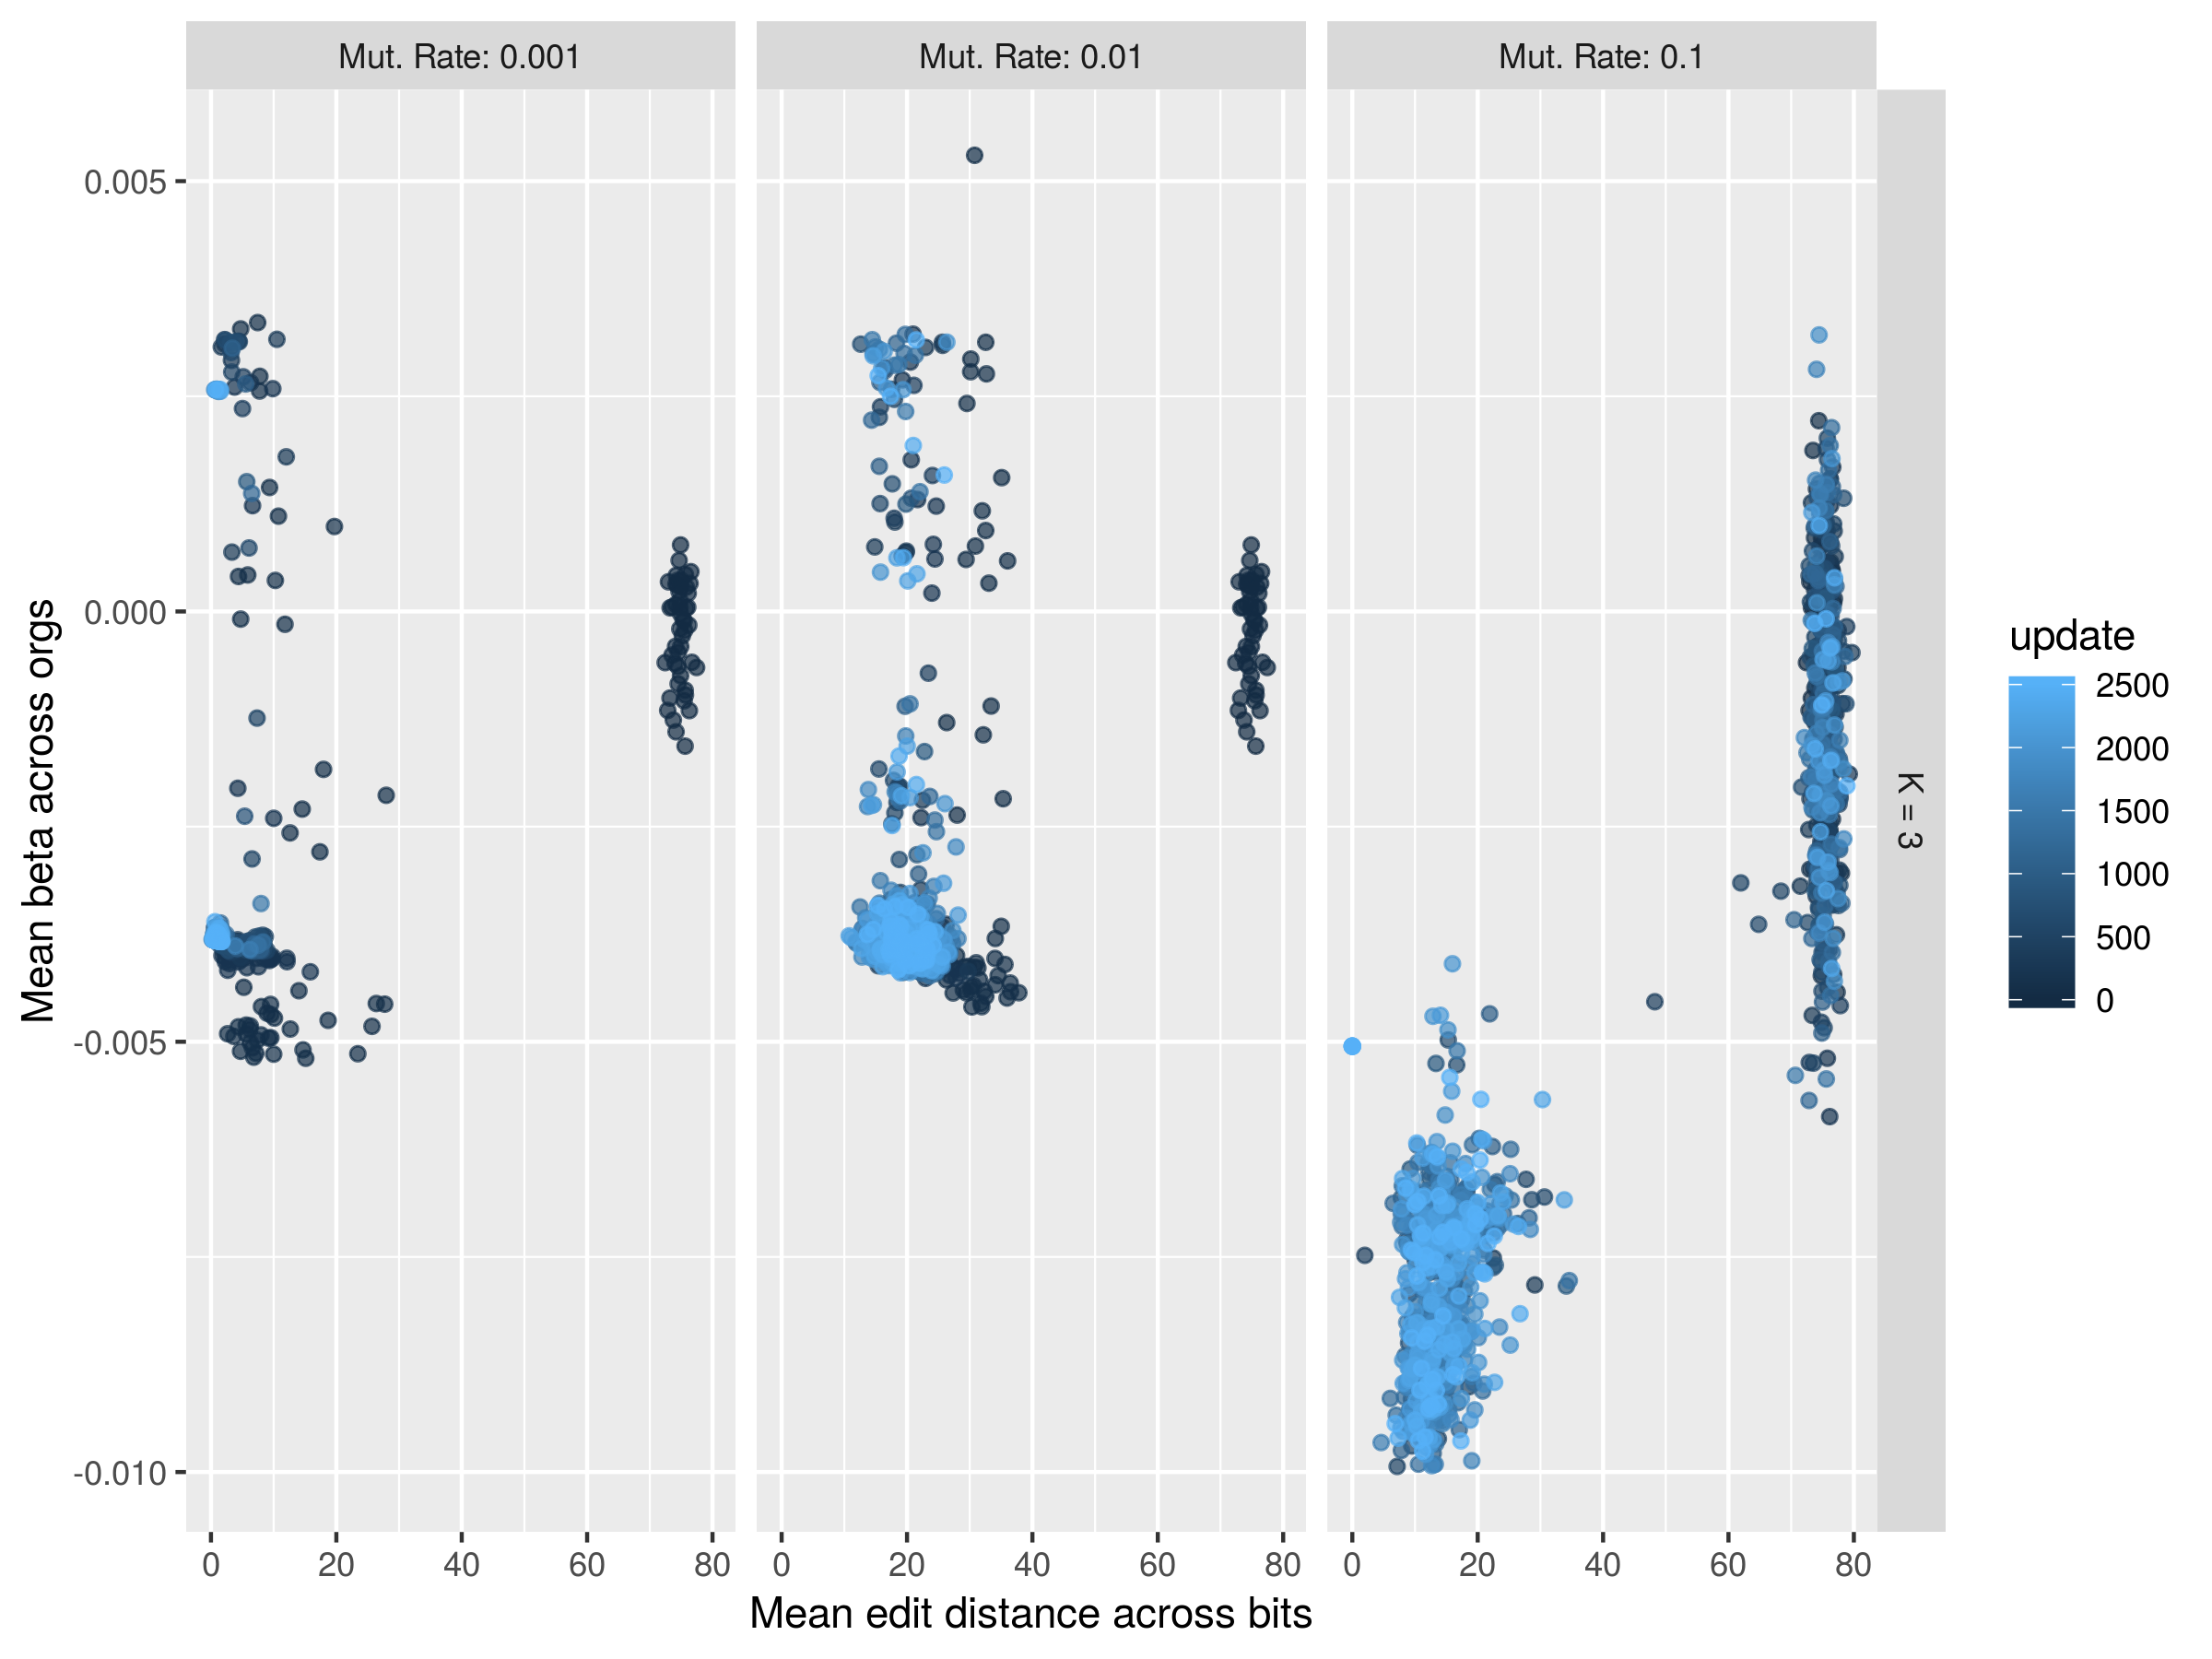 Mut. Rate: 0.001
Mut. Rate: 0.01
Mut. Rate: 0.1
K = 3
Mean beta across orgs
0.005
0.000
-0.005
-0.010
0 20 40 60 80
0 20 40 60 80
0 20 40 60 80
Mean edit distance across bits
update
2500
2000
1500
1000
500
0